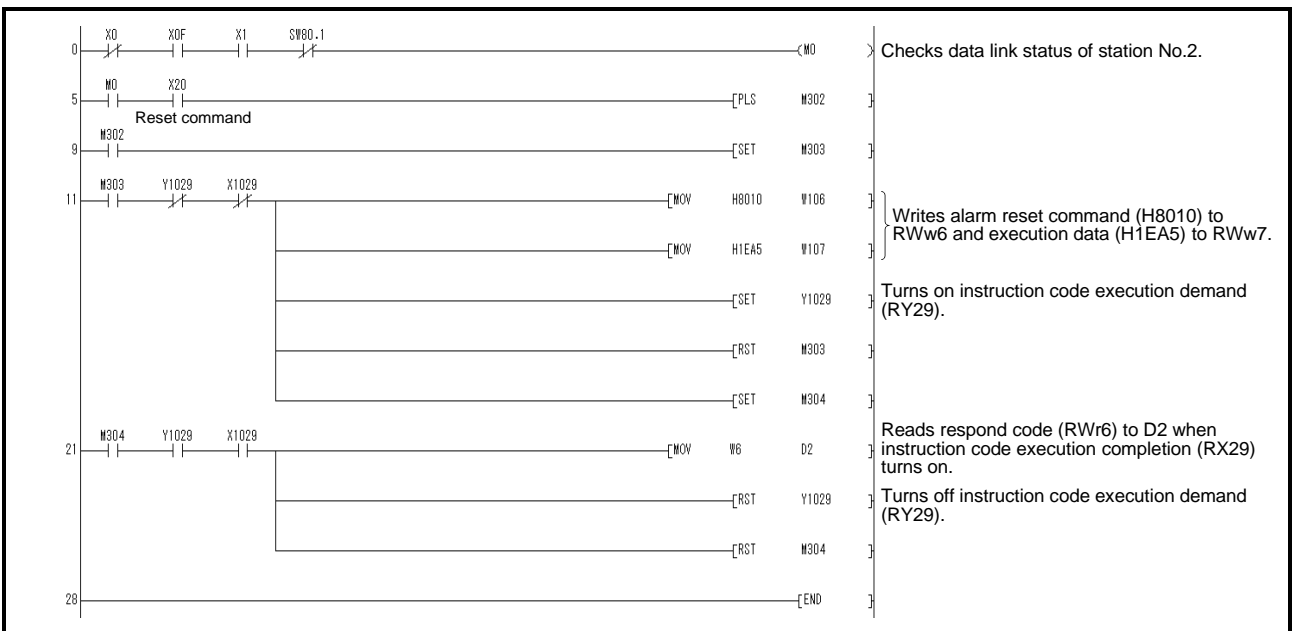 X0 X0F X1 SW80.1
0 (M0 ) Checks data link status of station No.2.
M0 X20
5 [PLS M302 ]
Reset command
M302
9 [SET M303 ]
M303 Y1029 X1029
11 [MOV H8010 W106 ]
Writes alarm reset command (H8010) to
RWw6 and execution data (H1EA5) to RWw7.
[MOV H1EA5 W107 ]
Turns on instruction code execution demand
[SET Y1029 ]
(RY29).
[RST M303 ]
[SET M304 ]
M304 Y1029 X1029
Reads respond code (RWr6) to D2 when
21 [MOV W6 D2 ] instruction code execution completion (RX29)
turns on.
[RST Y1029 ] Turns off instruction code execution demand
(RY29).
[RST M304 ]
28 [END ]